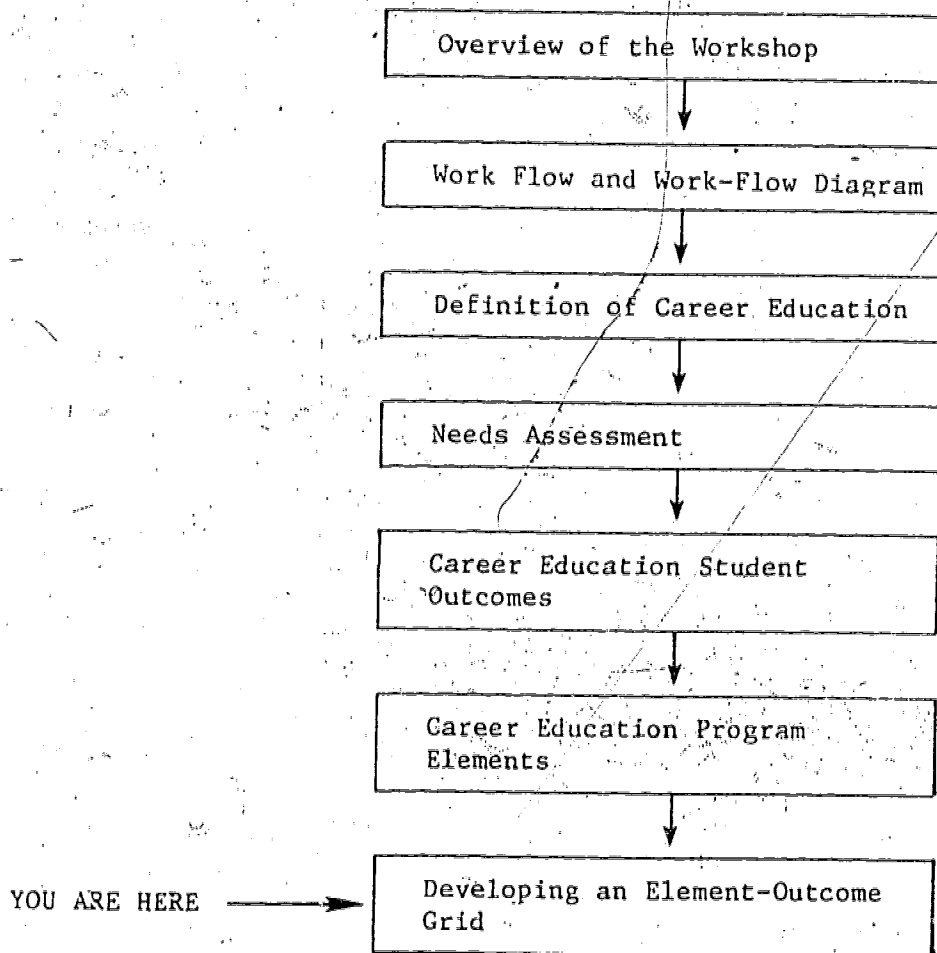 Overview of the Workshop
Work Flow and Work-Flow Diagram
Definition of Career Education
Needs Assessment
Career Education Student
Outcomes
Career Education Program
Elements
YOU ARE HERE
Developing an Element-Outcome
Grid